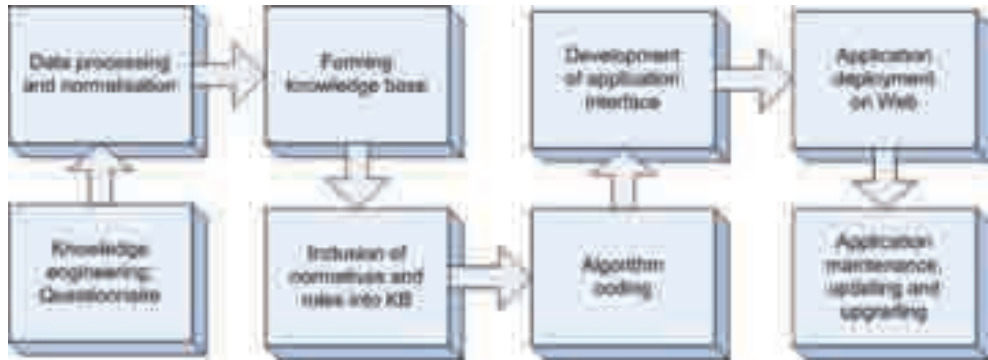 Data processing
and normalisation
Forming
knowledge base
Development
of application
interface
Application
deployment
on Web
Knowledge
engineering:
Questionnaire
Inclusion of
normatives and
rules into KB
Algorithm
coding
Application
maintenance,
updating and
upgrading